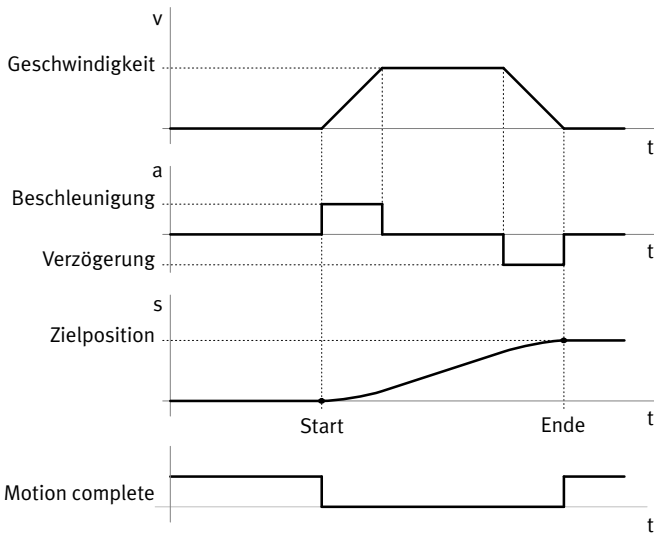 v
Geschwindigkeit
t
a
Beschleunigung
t
Verzögerung
s
Zielposition
Start
Ende
t
Motion complete
t